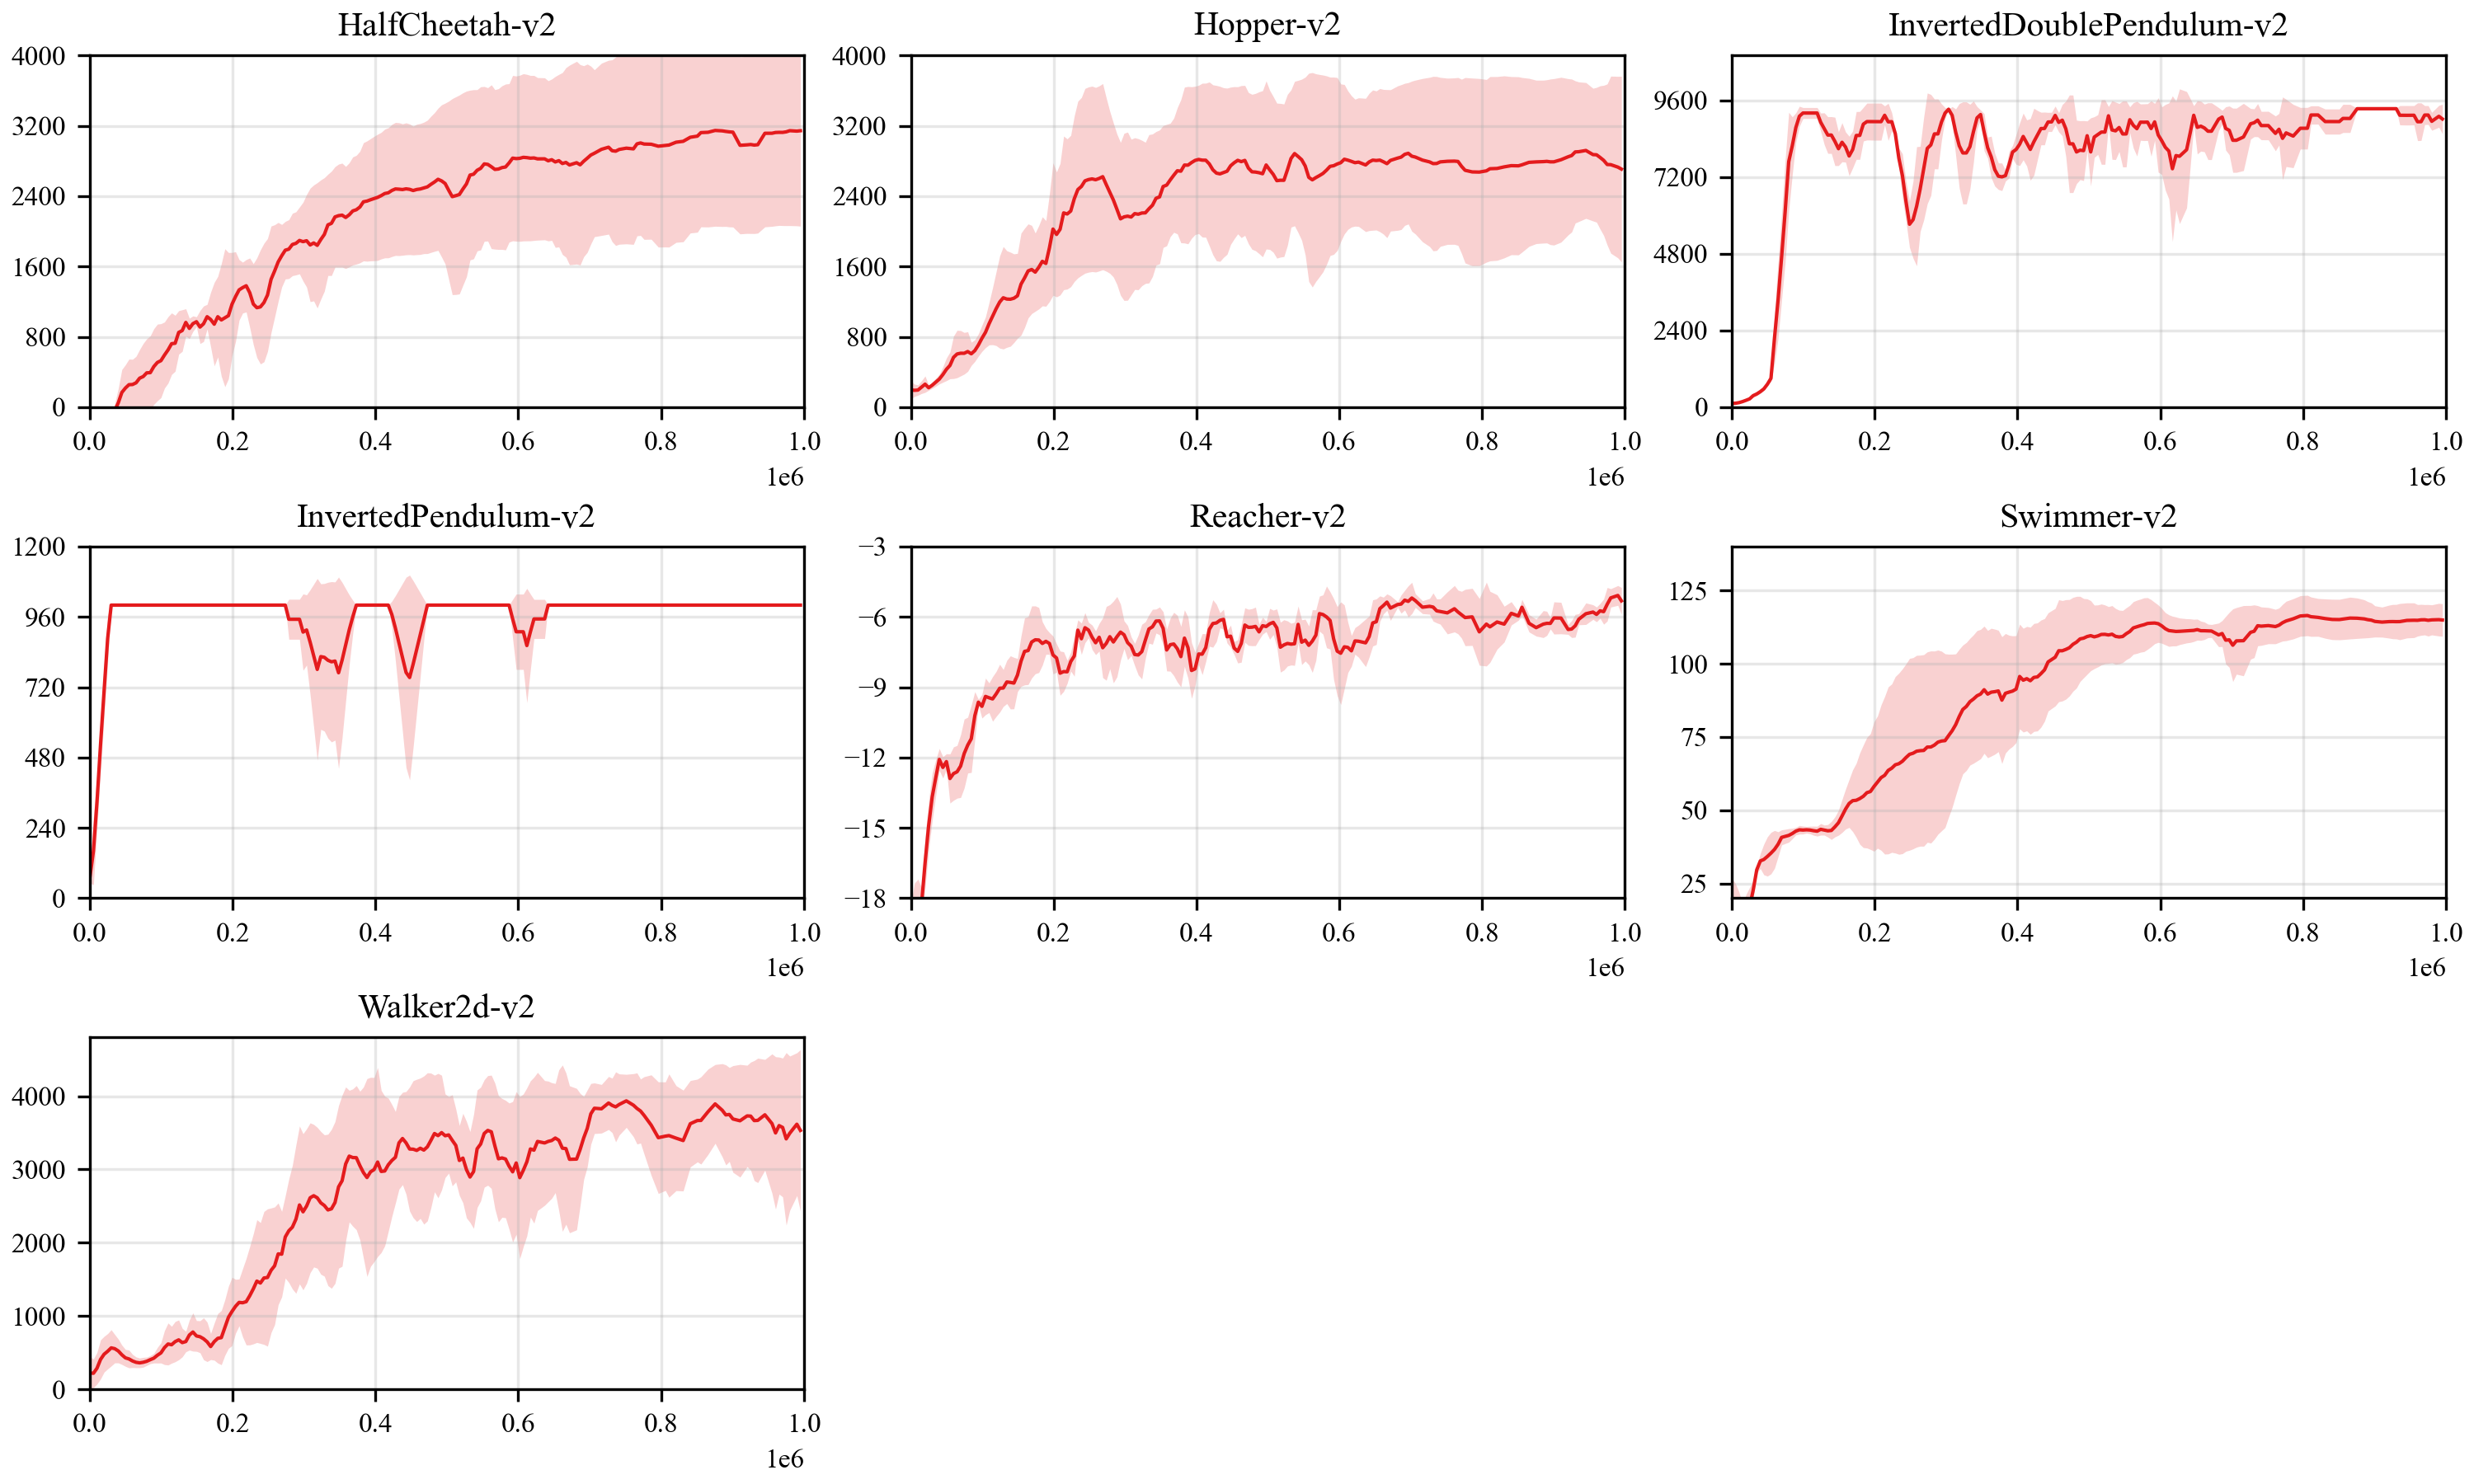 HalfCheetah-v2
4000
3200
2400
1600
800
0
0.0 0.2 0.4 0.6 0.8 1.0
1e6
Hopper-v2
4000
3200
2400
1600
800
0
0.0 0.2 0.4 0.6 0.8 1.0
1e6
InvertedDoublePendulum-v2
9600
7200
4800
2400
0
0.0 0.2 0.4 0.6 0.8 1.0
1e6
InvertedPendulum-v2
1200
960
720
480
240
0
0.0 0.2 0.4 0.6 0.8 1.0
1e6
Reacher-v2
−3
−6
−9
−12
−15
−18
0.0 0.2 0.4 0.6 0.8 1.0
1e6
Swimmer-v2
125
100
75
50
25
0.0 0.2 0.4 0.6 0.8 1.0
1e6
Walker2d-v2
4000
3000
2000
1000
0
0.0 0.2 0.4 0.6 0.8 1.0
1e6